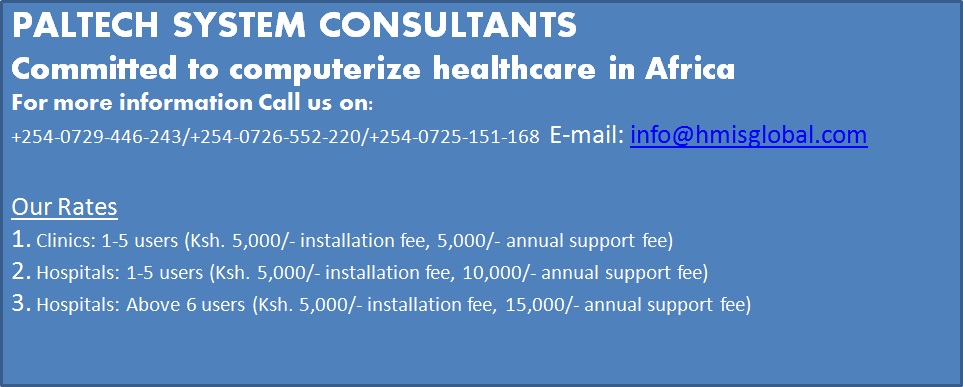 PALTECH SYSTEM CONSULTANTS
Committed to computerize healthcare in Africa
For more information Call us on:
+254-0729-446-243/+254-0726-552-220/+254-0725-151-168 E-mail: info@hmisglobal.com
Our Rates
1. Clinics: 1-5 users (Ksh. 5,000/- installation fee, 5,000/- annual support fee)
2. Hospitals: 1-5 users (Ksh. 5,000/- installation fee, 10,000/- annual support fee)
3. Hospitals: Above 6 users (Ksh. 5,000/- installation fee, 15,000/- annual support fee)